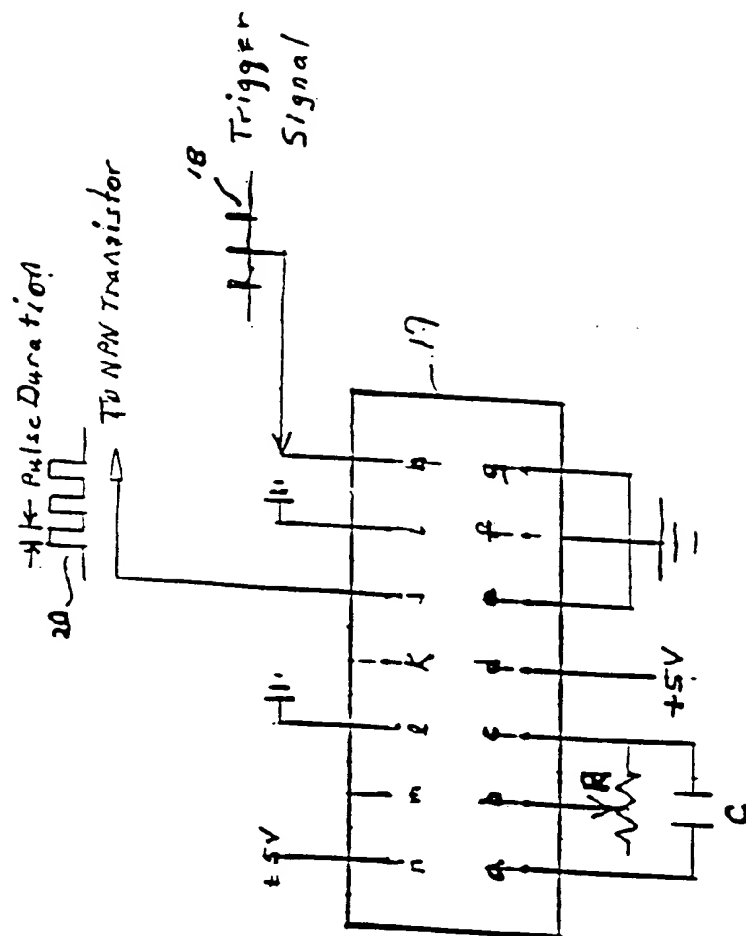 Pulse Duration
20
To NPN Transistor
18
Trigger
Signal
17
+5V
n m l k j i h
a b c d e f g
R
C
+5V